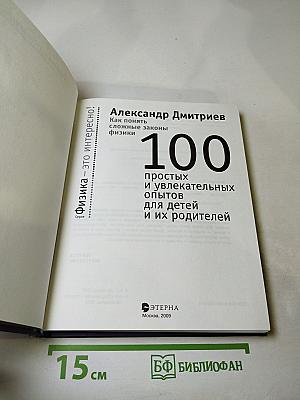 Александр Дмитриев
Как понять
сложные законы
физики
100
простых
и увлекательных
опытов
для детей
и их родителей
Серия
Физика – это интересно!
ЭТЕРНА
Москва, 2009
15 см
БФ БИБЛИОФАН